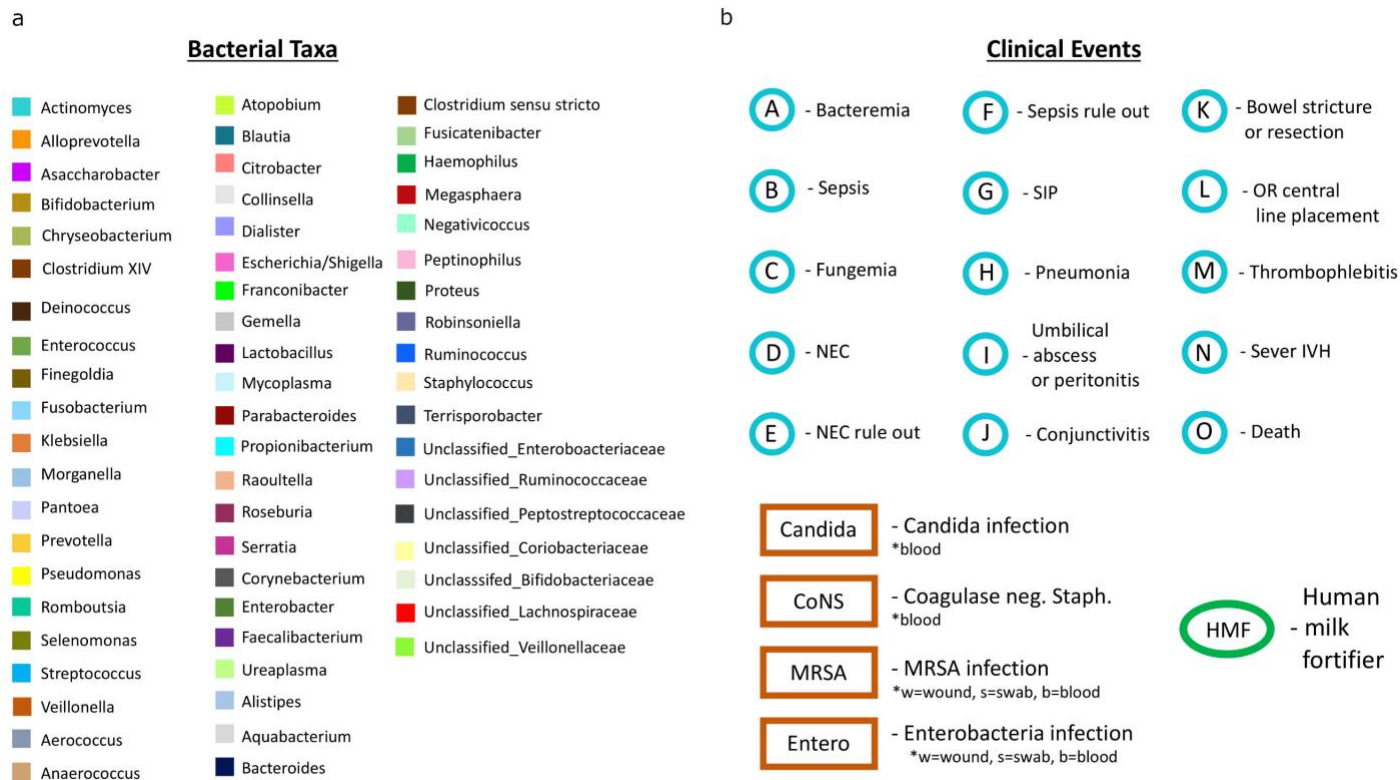 a
Bacterial Taxa
Actinomyces
Alloprevotella
Asaccharobacter
Bifidobacterium
Chryseobacterium
Clostridium XIV
Deinococcus
Enterococcus
Finegoldia
Fusobacterium
Klebsiella
Morganella
Pantoea
Prevotella
Pseudomonas
Romboutsia
Selenomonas
Streptococcus
Veillonella
Aerococcus
Anaerococcus
Atopobium
Blautia
Citrobacter
Collinsella
Dialister
Escherichia/Shigella
Franconibacter
Gemella
Lactobacillus
Mycoplasma
Parabacteroides
Propionibacterium
Raoultella
Roseburia
Serratia
Corynebacterium
Enterobacter
Faecalibacterium
Ureaplasma
Alistipes
Aquabacterium
Bacteroides
Clostridium sensu stricto
Fusicatenibacter
Haemophilus
Megasphaera
Negativicoccus
Peptinophilus
Proteus
Robinsoniella
Ruminococcus
Staphylococcus
Terrisporobacter
Unclassified_Enteroboacteriaceae
Unclassified_Ruminococcaceae
Unclassified_Peptostreptococcaceae
Unclassified_Coriobacteriaceae
Unclasssifed_Bifidobacteriaceae
Unclassified_Lachnospiraceae
Unclassified_Veillonellaceae
b
Clinical Events
A - Bacteremia
B - Sepsis
C - Fungemia
D - NEC
E - NEC rule out
F - Sepsis rule out
G - SIP
H - Pneumonia
Umbilical
I - abscess
or peritonitis
J - Conjunctivitis
K - Bowel stricture
or resection
L - OR central
line placement
M - Thrombophlebitis
N - Sever IVH
O - Death
Candida - Candida infection
*blood
CoNS - Coagulase neg. Staph.
*blood
MRSA - MRSA infection
*w=wound, s=swab, b=blood
Entero - Enterobacteria infection
*w=wound, s=swab, b=blood
Human
HMF - milk
fortifier